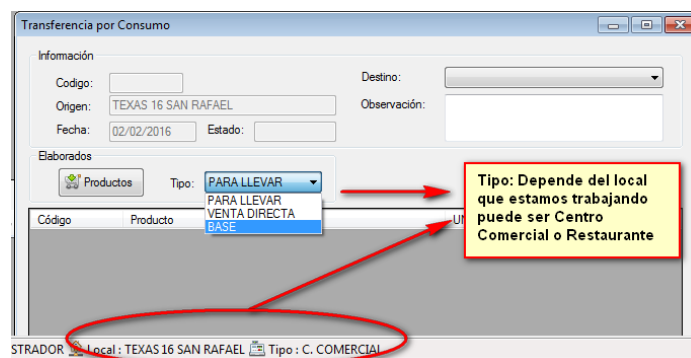 Transferencia por Consumo
Información
Codigo:
Destino:
Origen: TEXAS 16 SAN RAFAEL
Observación:
Fecha: 02/02/2016 Estado:
Elaborados
Productos Tipo: PARA LLEVAR
PARA LLEVAR
VENTA DIRECTA
BASE
Código Producto
Tipo: Depende del local
que estamos trabajando
puede ser Centro
Comercial o Restaurante
STRADOR Local : TEXAS 16 SAN RAFAEL Tipo : C. COMERCIAL